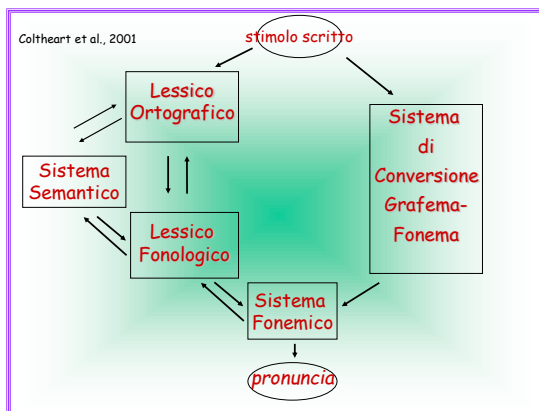 Coltheart et al., 2001
stimolo scritto
Lessico
Ortografico
Sistema
di
Conversione
Grafema-
Fonema
Sistema
Semantico
Lessico
Fonologico
Sistema
Fonemico
pronuncia